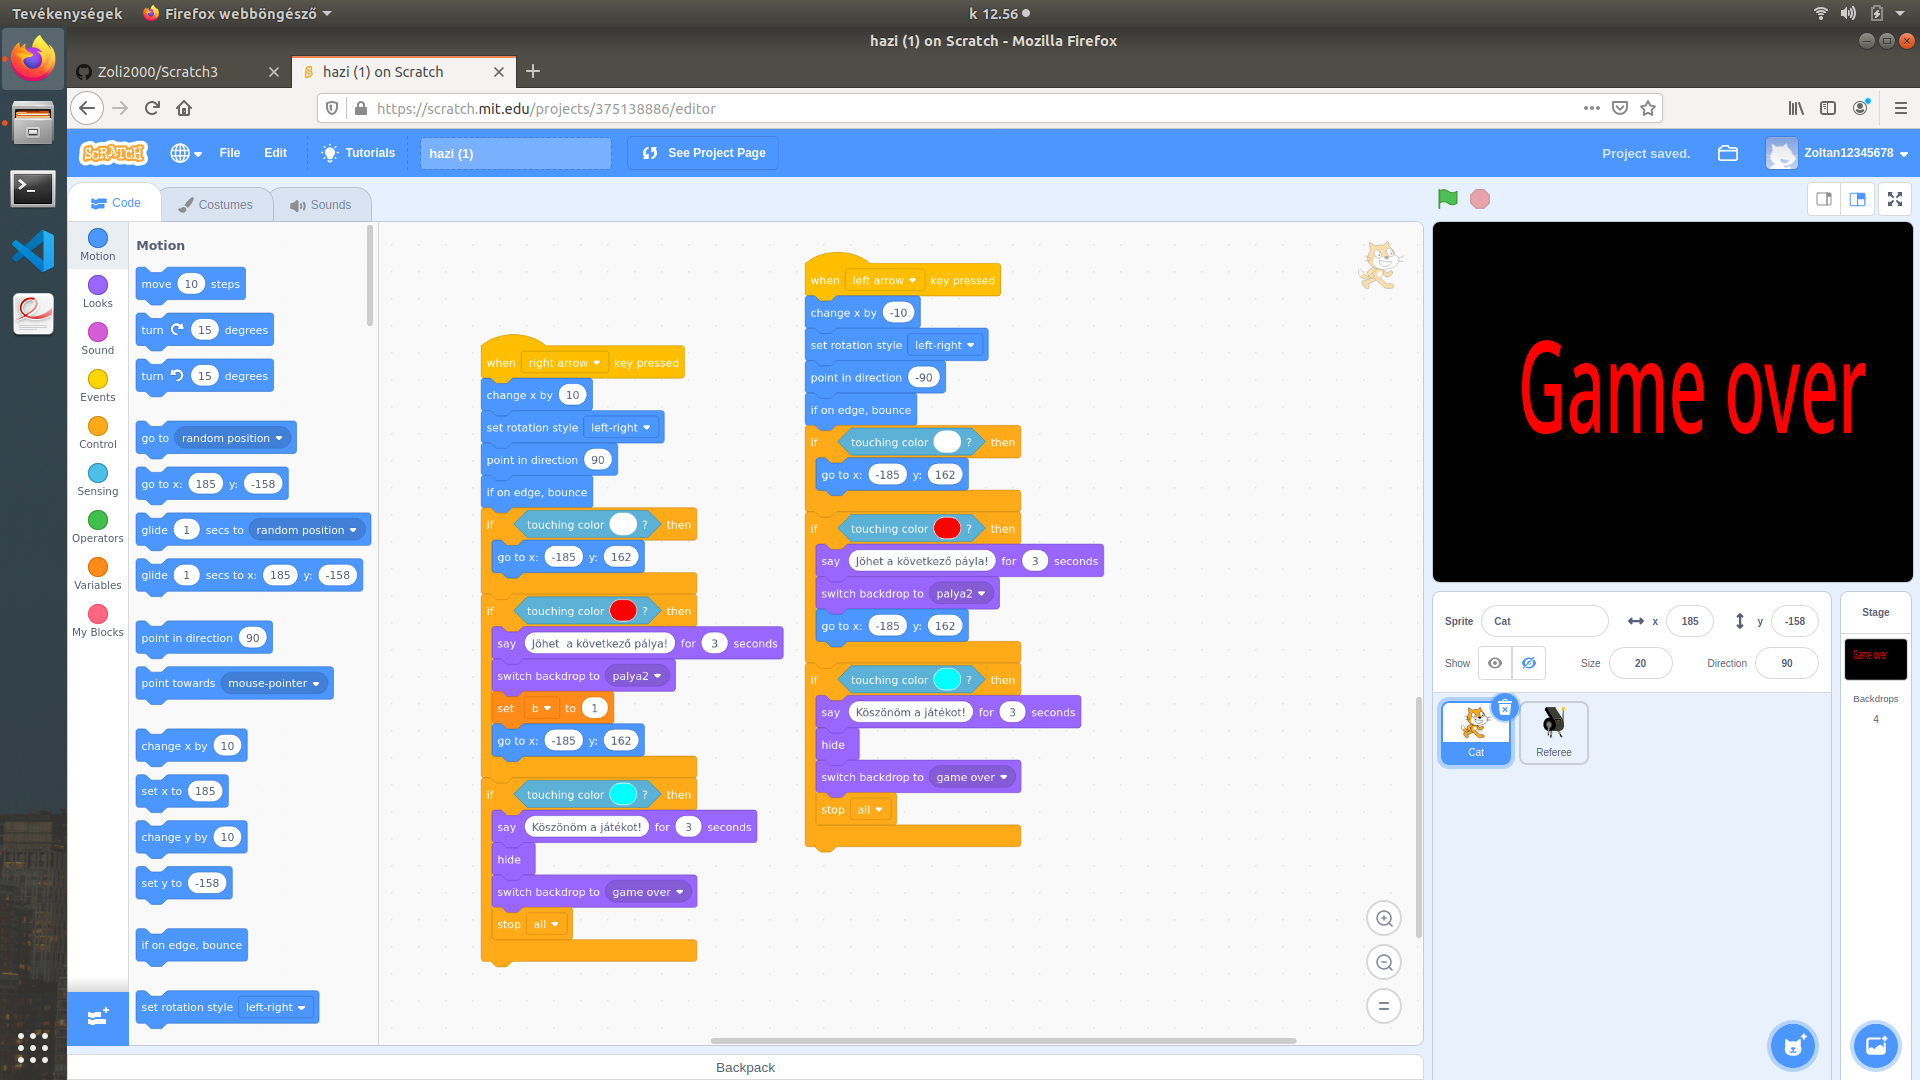 Tevékenységek
Firefox webböngésző
k 12.56
hazi (1) on Scratch - Mozilla Firefox
Zoli2000/Scratch3
hazi (1) on Scratch
https://scratch.mit.edu/projects/375138886/editor
SCRATCH
File
Edit
Tutorials
hazi (1)
See Project Page
Project saved.
Zoltan12345678
Code
Costumes
Sounds
Motion
Looks
Sound
Events
Control
Sensing
Operators
Variables
My Blocks
Motion
move 10 steps
turn 15 degrees
turn 15 degrees
go to random position
go to x: 185 y: -158
glide 1 secs to random position
glide 1 secs to x: 185 y: -158
point in direction 90
point towards mouse-pointer
change x by 10
set x to 185
change y by 10
set y to -158
if on edge, bounce
set rotation style left-right
when right arrow key pressed
change x by 10
set rotation style left-right
point in direction 90
if on edge, bounce
if touching color ? then
go to x: -185 y: 162
if touching color ? then
say Jöhet  a következő pálya! for 3 seconds
switch backdrop to palya2
set b to 1
go to x: -185 y: 162
if touching color ? then
say Köszönöm a játékot! for 3 seconds
hide
switch backdrop to game over
stop all
when left arrow key pressed
change x by -10
set rotation style left-right
point in direction -90
if on edge, bounce
if touching color ? then
go to x: -185 y: 162
if touching color ? then
say Jöhet a következő páyla! for 3 seconds
switch backdrop to palya2
go to x: -185 y: 162
if touching color ? then
say Köszönöm a játékot! for 3 seconds
hide
switch backdrop to game over
stop all
Backpack
Game over
Sprite Cat x 185 y -158
Show Size 20 Direction 90
Cat
Referee
Stage
Game over
Backdrops
4